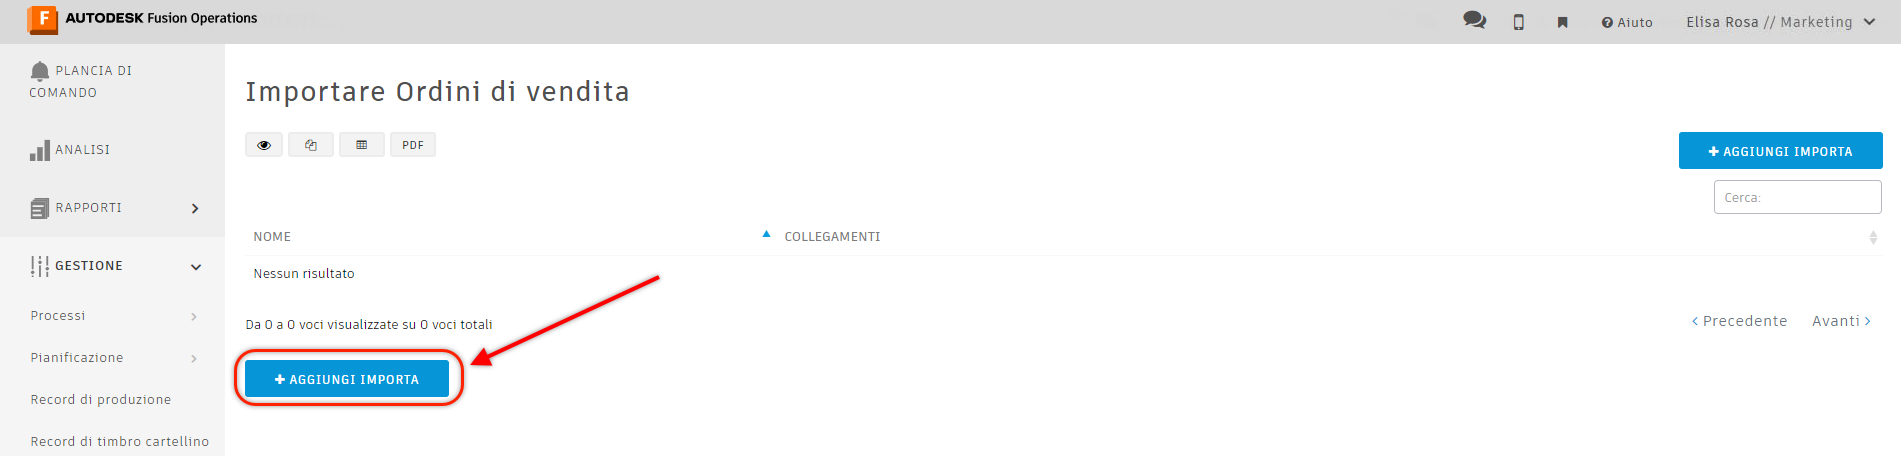 AUTODESK Fusion Operations
Aiuto
Elisa Rosa // Marketing
PLANCIA DI
COMANDO
ANALISI
RAPPORTI
GESTIONE
Processi
Pianificazione
Record di produzione
Record di timbro cartellino
Importare Ordini di vendita
PDF
+ AGGIUNGI IMPORTA
Cerca:
NOME
COLLEGAMENTI
Nessun risultato
Da 0 a 0 voci visualizzate su 0 voci totali
< Precedente
Avanti >
+ AGGIUNGI IMPORTA